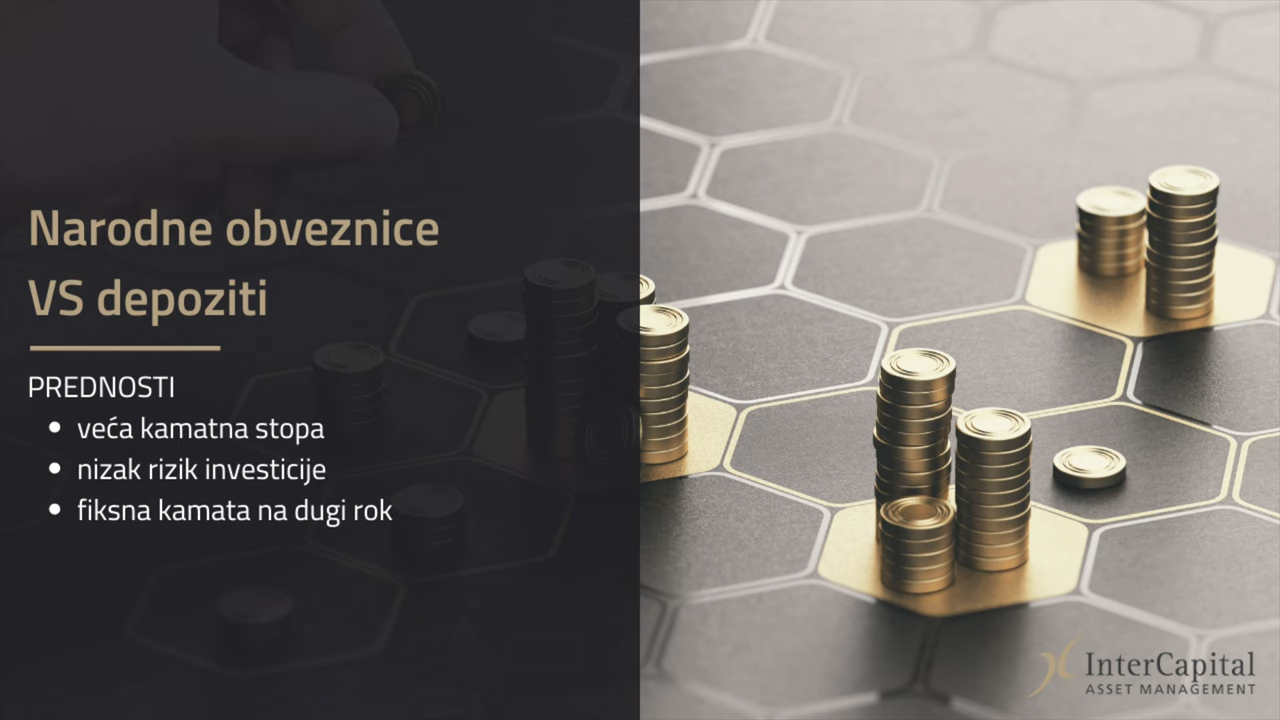 Narodne obveznice
VS depoziti
PREDNOSTI
veća kamatna stopa
nizak rizik investicije
fiksna kamata na dugi rok
InterCapital
ASSET MANAGEMENT